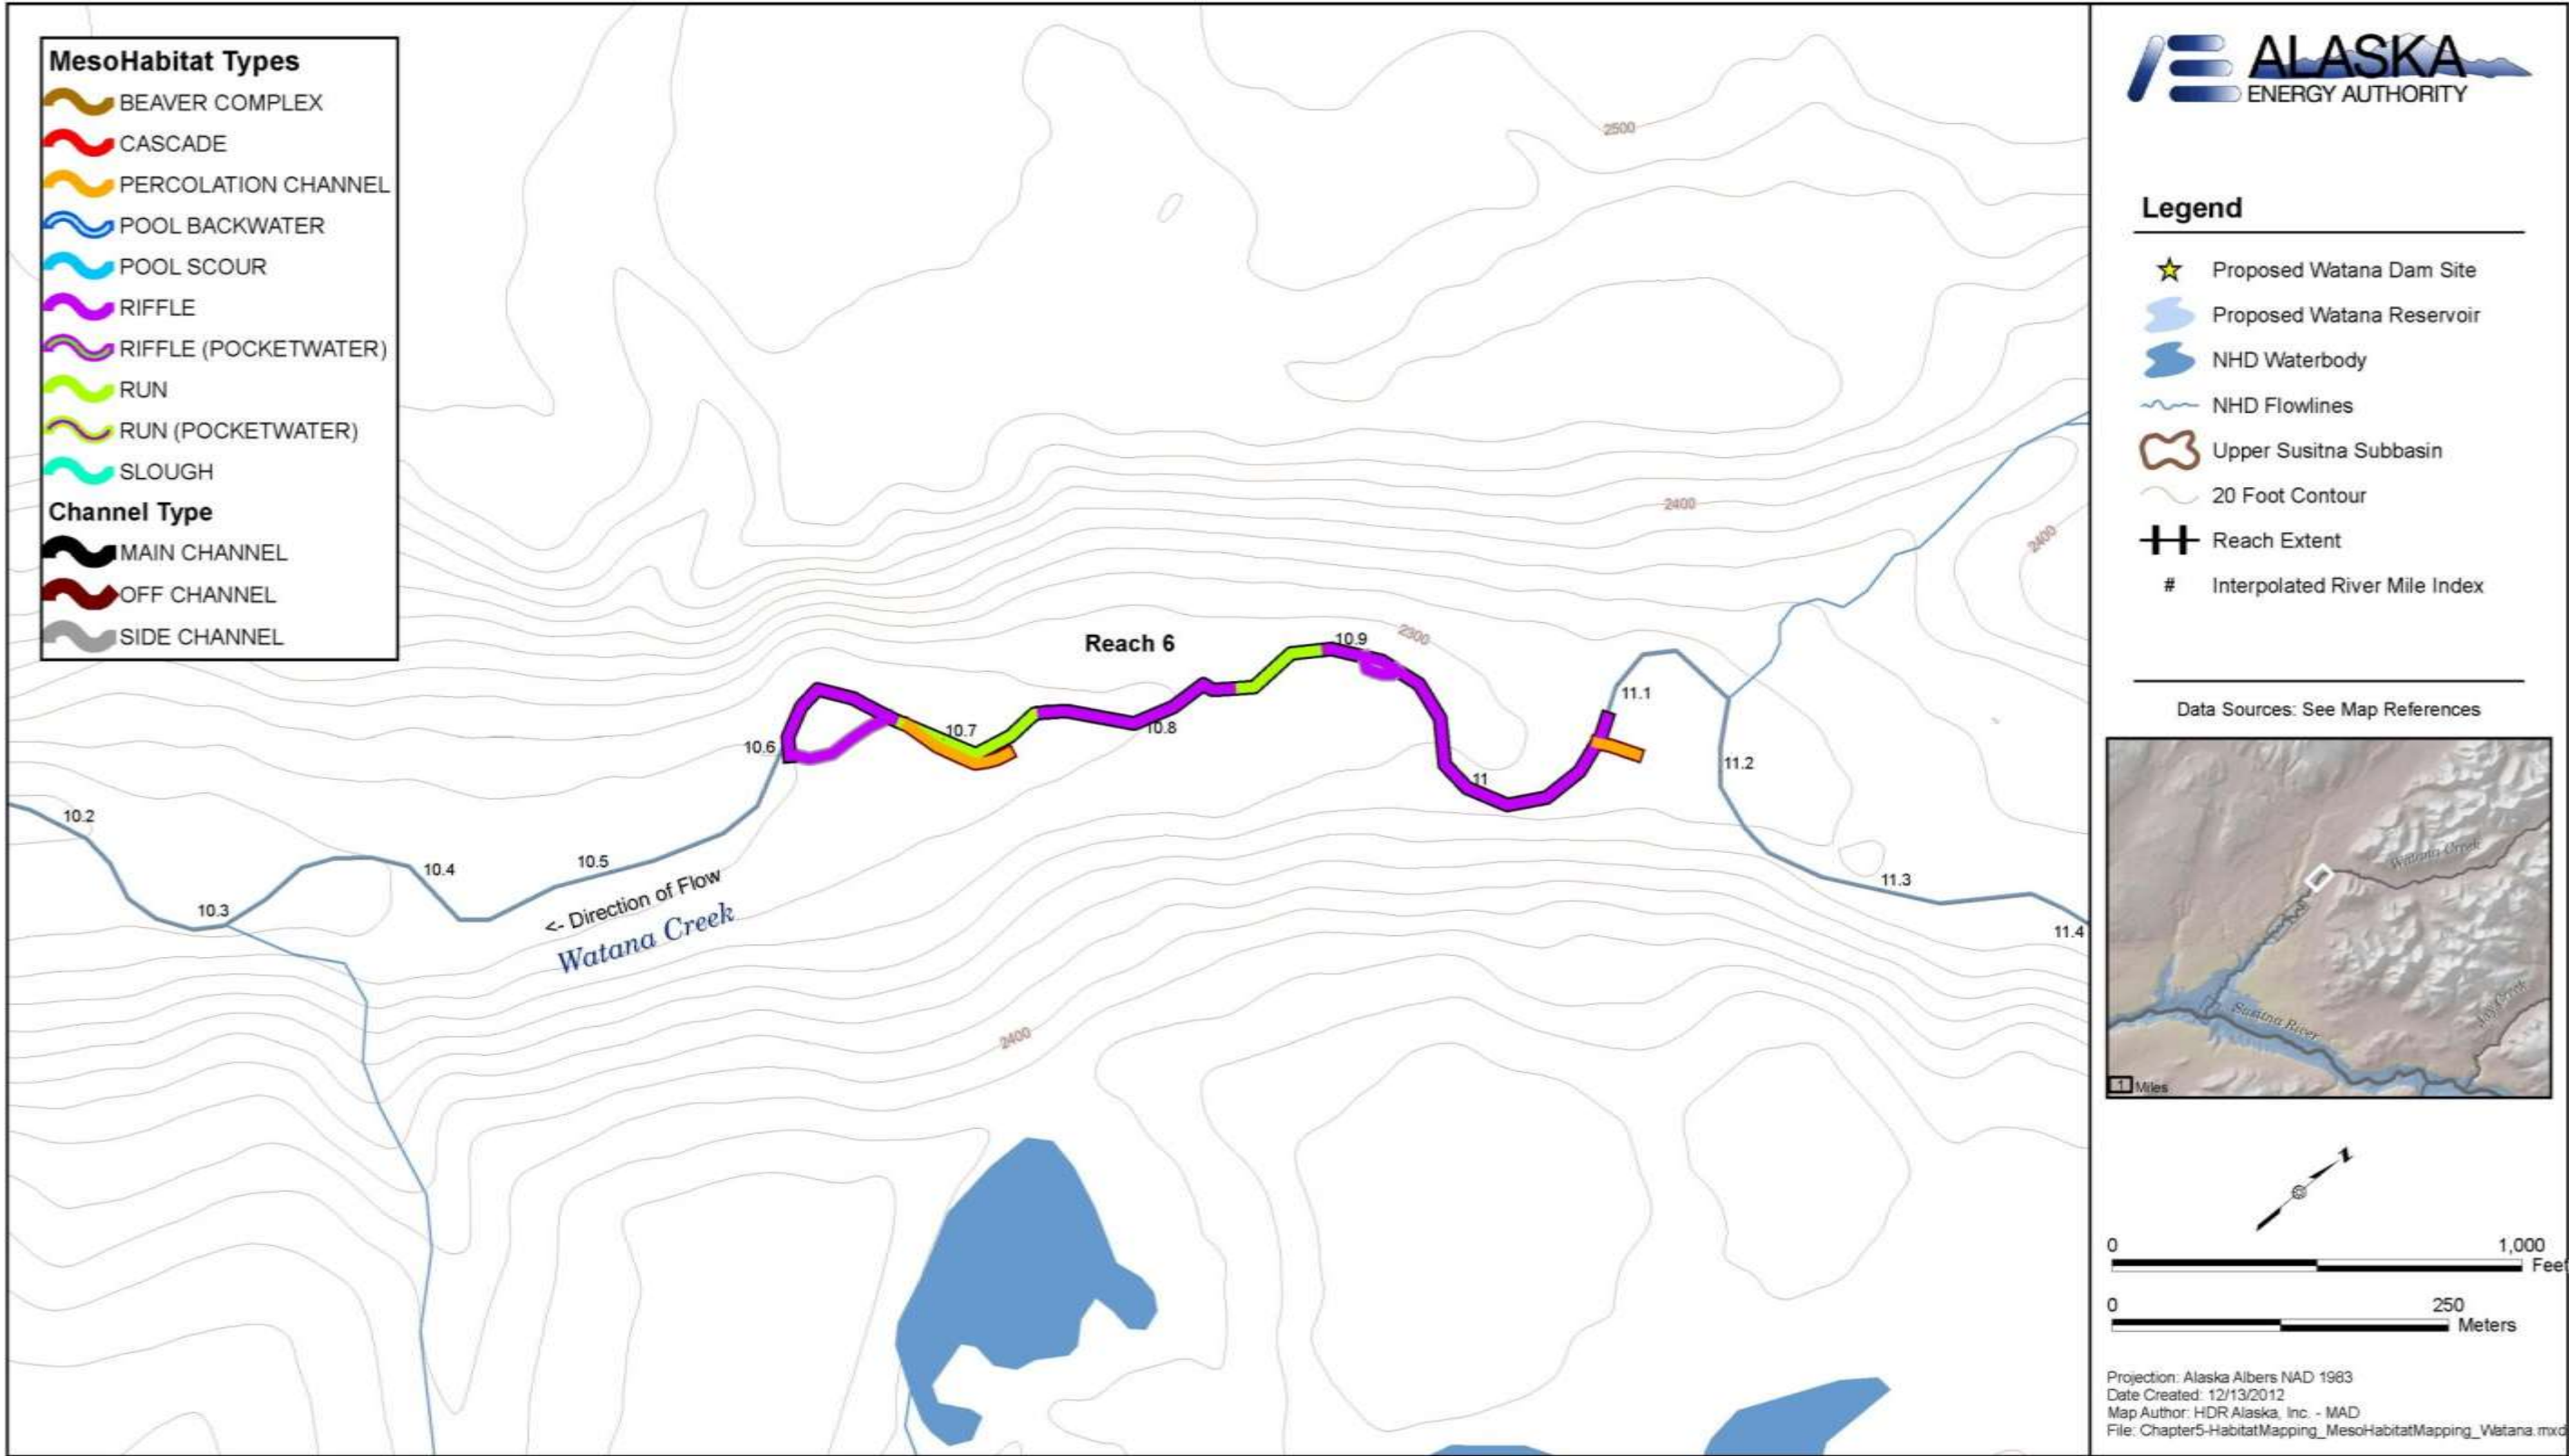 MesoHabitat Types
BEAVER COMPLEX
CASCADE
PERCOLATION CHANNEL
POOL BACKWATER
POOL SCOUR
RIFFLE
RIFFLE (POCKETWATER)
RUN
RUN (POCKETWATER)
SLOUGH
Channel Type
MAIN CHANNEL
OFF CHANNEL
SIDE CHANNEL
2500
2400
2400
Reach 6
10.9
2300
11.1
10.7
10.8
10.6
11
11.2
10.2
10.5
10.4
11.3
10.3
11.4
<- Direction of Flow
Watana Creek
2400
ALASKA
ENERGY AUTHORITY
Legend
Proposed Watana Dam Site
Proposed Watana Reservoir
NHD Waterbody
NHD Flowlines
Upper Susitna Subbasin
20 Foot Contour
Reach Extent
# Interpolated River Mile Index
Data Sources: See Map References
Watana Creek
Susitna River
Jay Creek
1 Miles
N
0 1,000
Feet
0 250
Meters
Projection: Alaska Albers NAD 1983
Date Created: 12/13/2012
Map Author: HDR Alaska, Inc. - MAD
File: Chapter5-HabitatMapping_MesoHabitatMapping_Watana.mxd